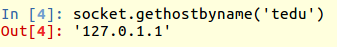 In [4]: socket.gethostbyname('tedu')
Out[4]: '127.0.1.1'